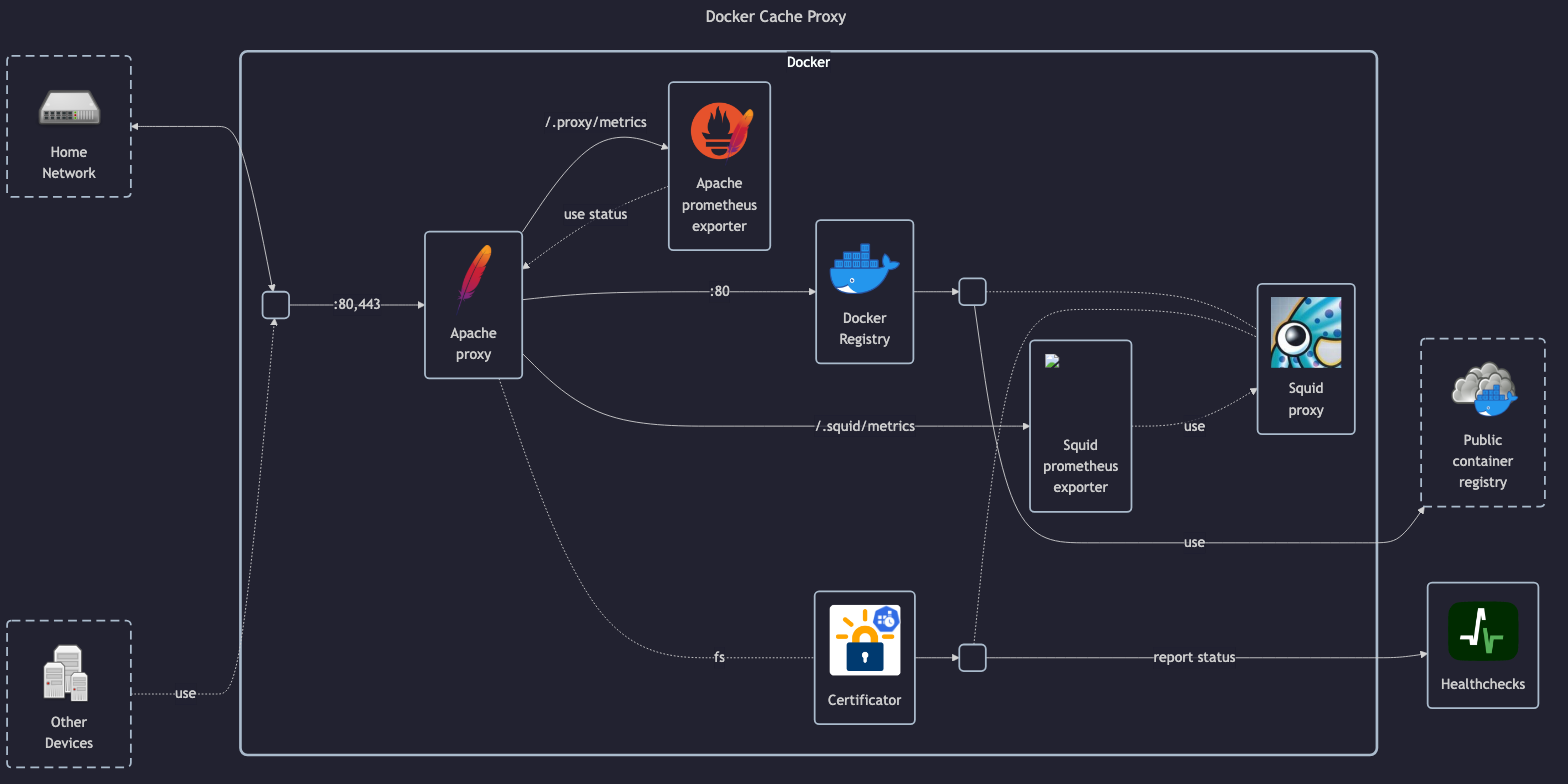 Docker Cache Proxy
Docker
Home
Network
/.proxy/metrics
Apache
prometheus
exporter
use status
:80,443
Apache
proxy
:80
Docker
Registry
Squid
proxy
/.squid/metrics
Squid
prometheus
exporter
use
Public
container
registry
use
fs
Certificator
report status
Healthchecks
use
Other
Devices